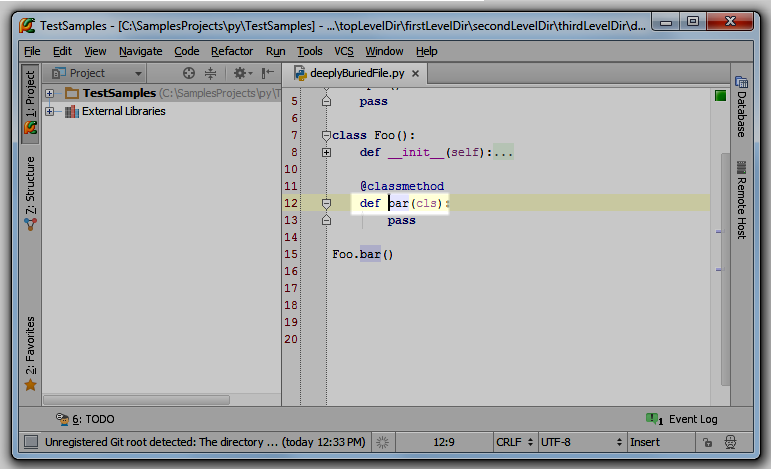 TestSamples - [C:\SamplesProjects\py\TestSamples] - ...\topLevelDir\firstLevelDir\secondLevelDir\thirdLevelDir\d...
File Edit View Navigate Code Refactor Run Tools VCS Window Help
Project
deeplyBuriedFile.py
TestSamples (C:\SamplesProjects\py\T
External Libraries
1: Project
Z: Structure
2: Favorites
5 pass
6
7 class Foo():
8 def __init__(self):...
10
11 @classmethod
12 def bar(cls):
13 pass
14
15 Foo.bar()
16
17
18
19
20
Database
Remote Host
6: TODO
1 Event Log
Unregistered Git root detected: The directory ... (today 12:33 PM)
12:9
CRLF
UTF-8
Insert